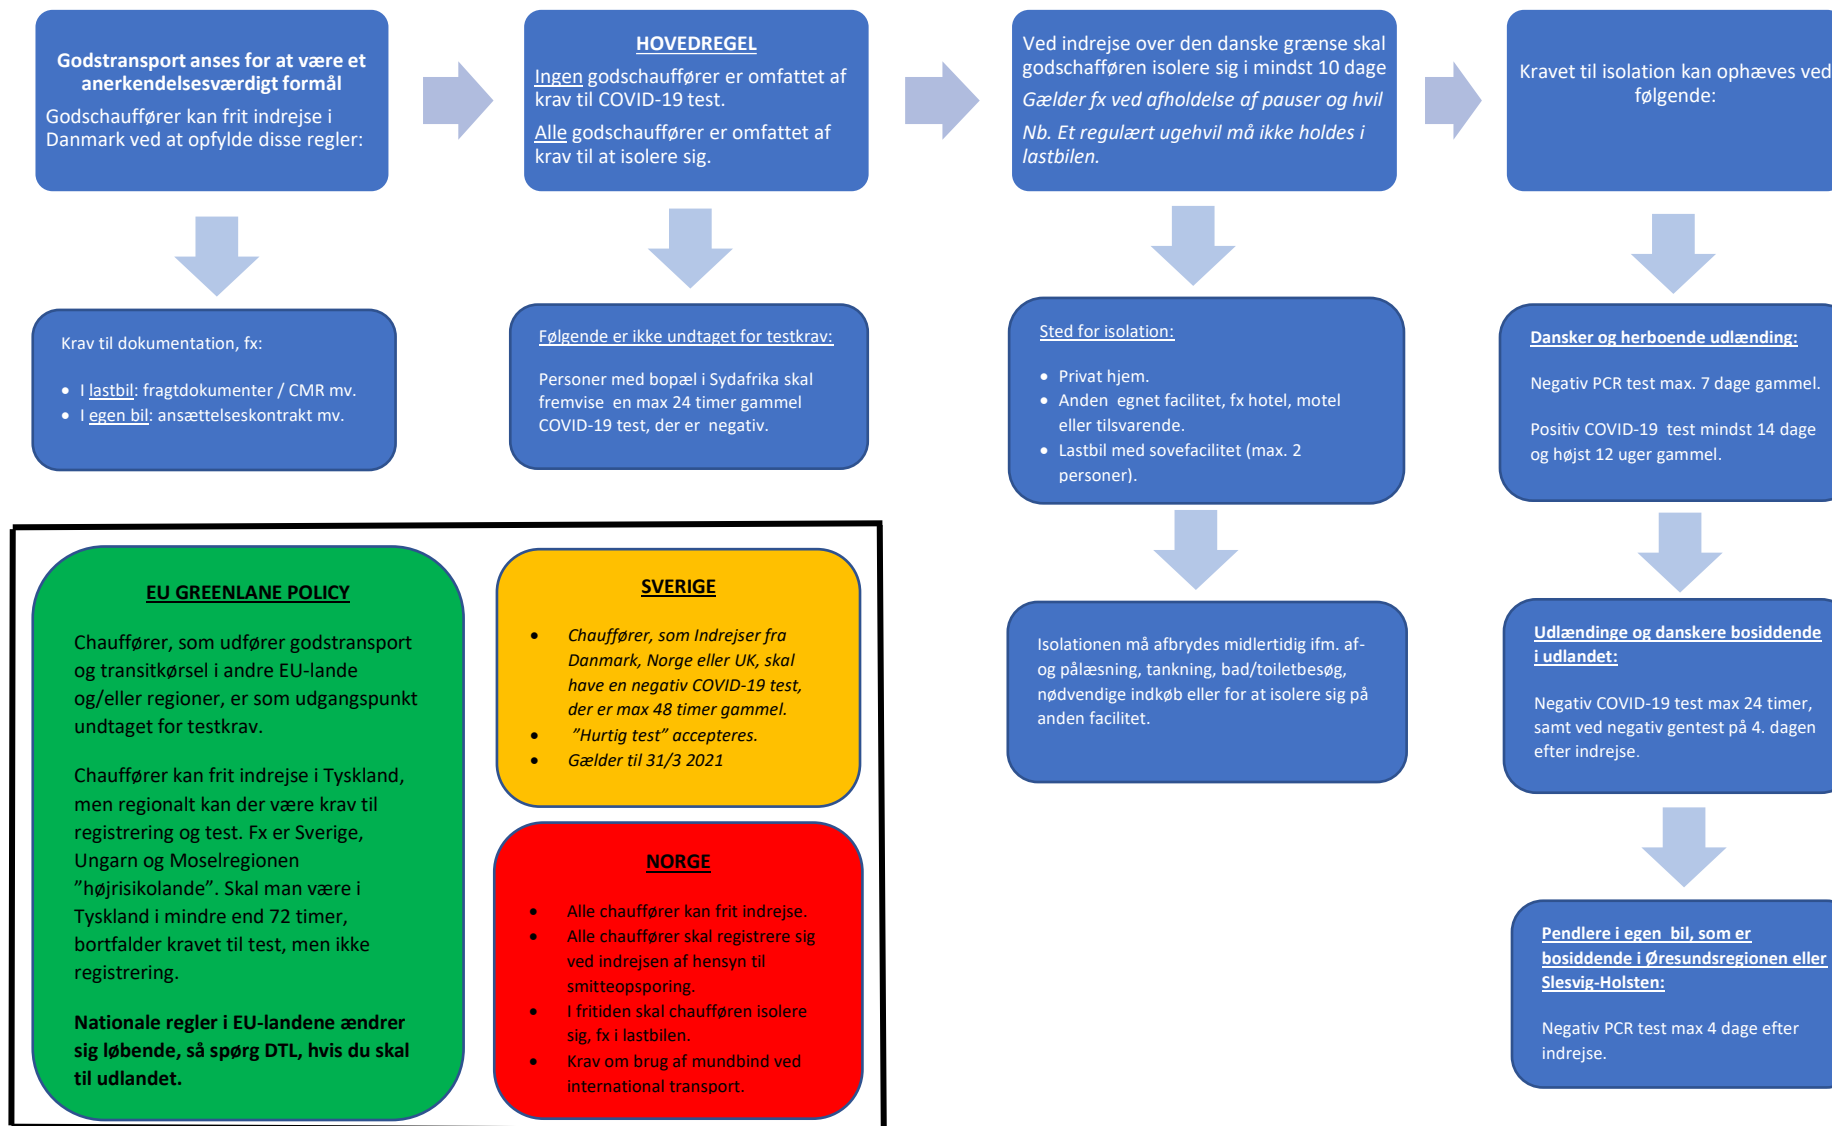 Godstransport anses for at være et
anerkendelsesværdigt formål
Godschauffører kan frit indrejse i
Danmark ved at opfylde disse regler:
HOVEDREGEL
Ingen godschauffører er omfattet af
krav til COVID-19 test.
Alle godschauffører er omfattet af
krav til at isolere sig.
Ved indrejse over den danske grænse skal
godschafføren isolere sig i mindst 10 dage
Gælder fx ved afholdelse af pauser og hvil
Nb. Et regulært ugehvil må ikke holdes i
lastbilen.
Kravet til isolation kan ophæves ved
følgende:
Krav til dokumentation, fx:
• I lastbil: fragtdokumenter / CMR mv.
• I egen bil: ansættelseskontrakt mv.
Følgende er ikke undtaget for testkrav:
Personer med bopæl i Sydafrika skal
fremvise en max 24 timer gammel
COVID-19 test, der er negativ.
Sted for isolation:
• Privat hjem.
• Anden egnet facilitet, fx hotel, motel
eller tilsvarende.
• Lastbil med sovefacilitet (max. 2
personer).
Isolationen må afbrydes midlertidig ifm. af-
og pålæsning, tankning, bad/toiletbesøg,
nødvendige indkøb eller for at isolere sig på
anden facilitet.
Dansker og herboende udlænding:
Negativ PCR test max. 7 dage gammel.
Positiv COVID-19 test mindst 14 dage
og højst 12 uger gammel.
Udlændinge og danskere bosiddende
i udlandet:
Negativ COVID-19 test max 24 timer,
samt ved negativ gentest på 4. dagen
efter indrejse.
Pendlere i egen bil, som er
bosiddende i Øresundsregionen eller
Slesvig-Holsten:
Negativ PCR test max 4 dage efter
indrejse.
EU GREENLANE POLICY
Chauffører, som udfører godstransport
og transitkørsel i andre EU-lande
og/eller regioner, er som udgangspunkt
undtaget for testkrav.
Chauffører kan frit indrejse i Tyskland,
men regionalt kan der være krav til
registrering og test. Fx er Sverige,
Ungarn og Moselregionen
”højrisikolande”. Skal man være i
Tyskland i mindre end 72 timer,
bortfalder kravet til test, men ikke
registrering.
Nationale regler i EU-landene ændrer
sig løbende, så spørg DTL, hvis du skal
til udlandet.
SVERIGE
• Chauffører, som Indrejser fra
Danmark, Norge eller UK, skal
have en negativ COVID-19 test,
der er max 48 timer gammel.
• ”Hurtig test” accepteres.
• Gælder til 31/3 2021
NORGE
• Alle chauffører kan frit indrejse.
• Alle chauffører skal registrere sig
ved indrejsen af hensyn til
smitteopsporing.
• I fritiden skal chaufføren isolere
sig, fx i lastbilen.
• Krav om brug af mundbind ved
international transport.